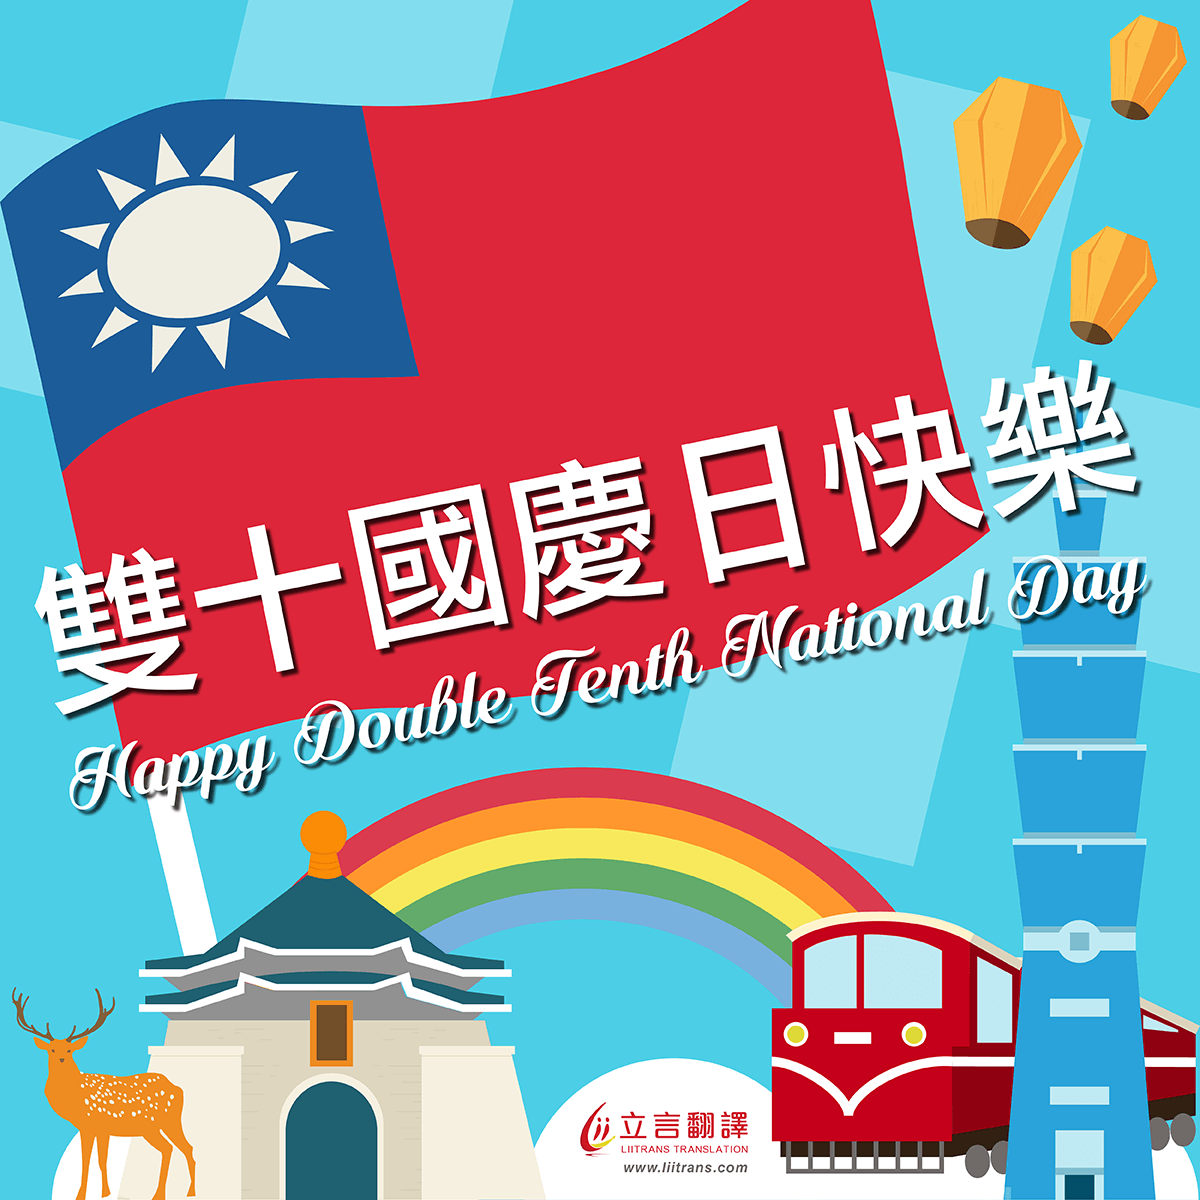 雙十國慶日快樂
Happy Double Tenth National Day
立言翻譯
LIITRANS TRANSLATION
www.liitrans.com